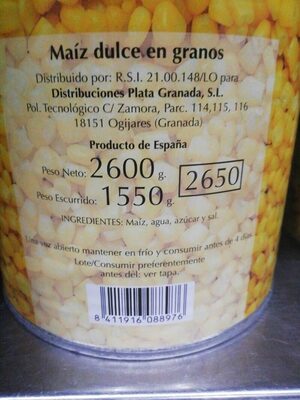 Maíz dulce en granos
Distribuido por: R.S.I. 21.00.148/LO para
Distribuciones Plata Granada, S.L.
Pol. Tecnológico C/ Zamora, Parc. 114,115, 116
18151 Ogijares (Granada)
Producto de España
Peso Neto: 2600 g.
2650
Peso Escurrido: 1550 g.
INGREDIENTES: Maíz, agua, azúcar y sal.
Una vez abierto mantener en frío y consumir antes de 4 días.
Lote/Consumir preferentemente
antes del: ver tapa.
8 411916 088976